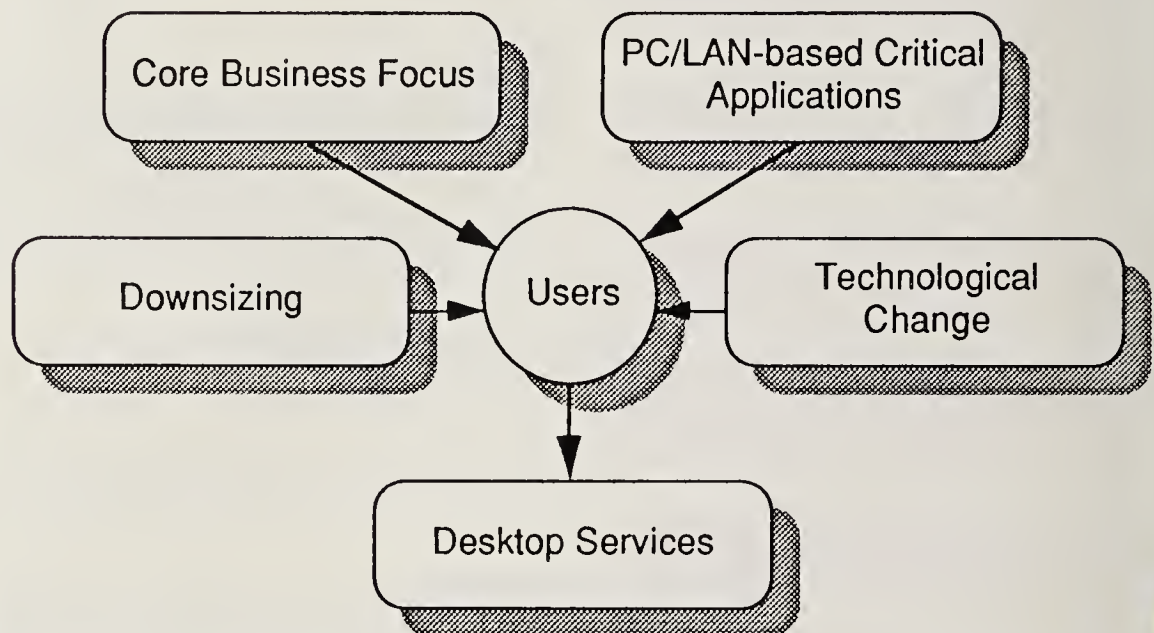 Core Business Focus
PC/LAN-based Critical
Applications
Downsizing
Users
Technological
Change
Desktop Services